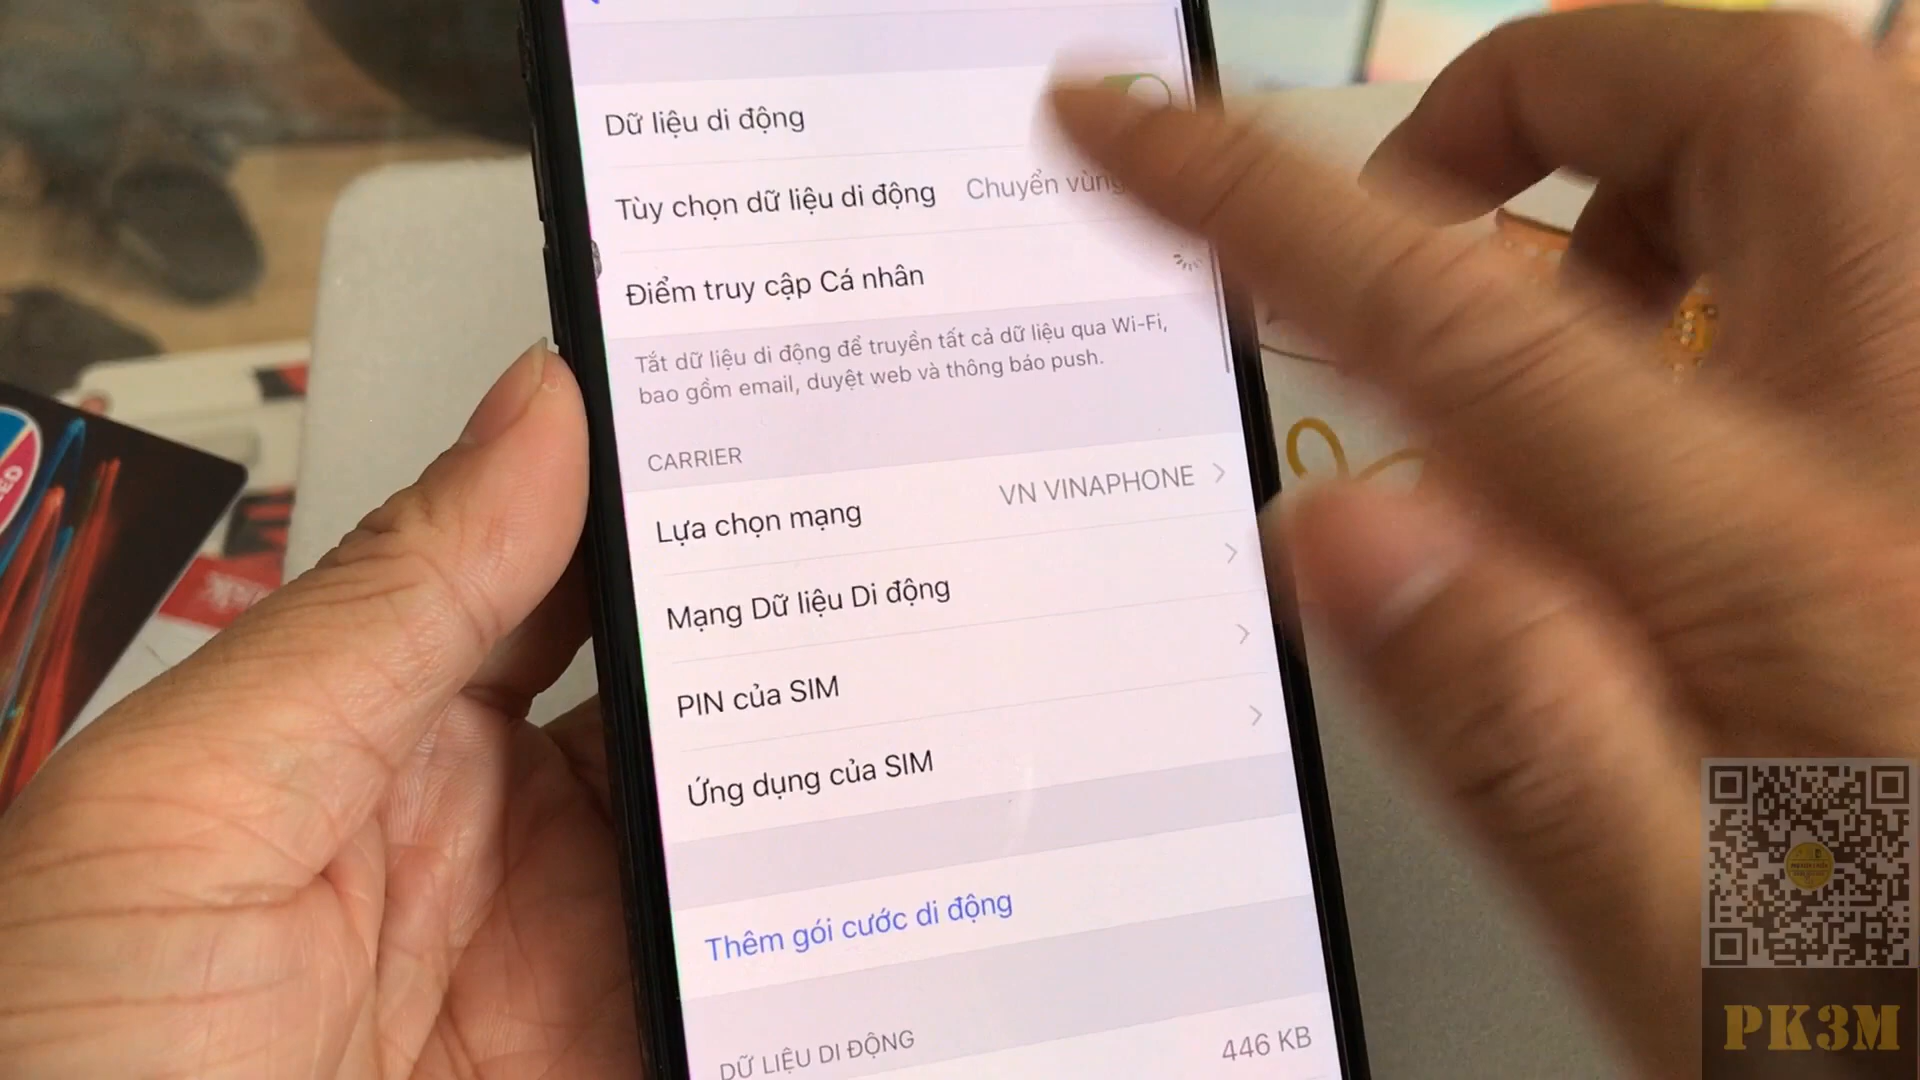 Dữ liệu di động
Tùy chọn dữ liệu di động Chuyển vùng
Điểm truy cập Cá nhân
Tắt dữ liệu di động để truyền tất cả dữ liệu qua Wi-Fi,
bao gồm email, duyệt web và thông báo push.
CARRIER
Lựa chọn mạng VN VINAPHONE
Mạng Dữ liệu Di động
PIN của SIM
Ứng dụng của SIM
Thêm gói cước di động
DỮ LIỆU DI ĐỘNG
446 KB
PK3M